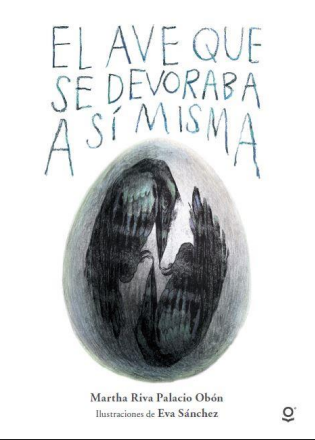 EL AVE QUE
SE DEVORABA
A SÍ MISMA
Martha Riva Palacio Obón
Ilustraciones de Eva Sánchez